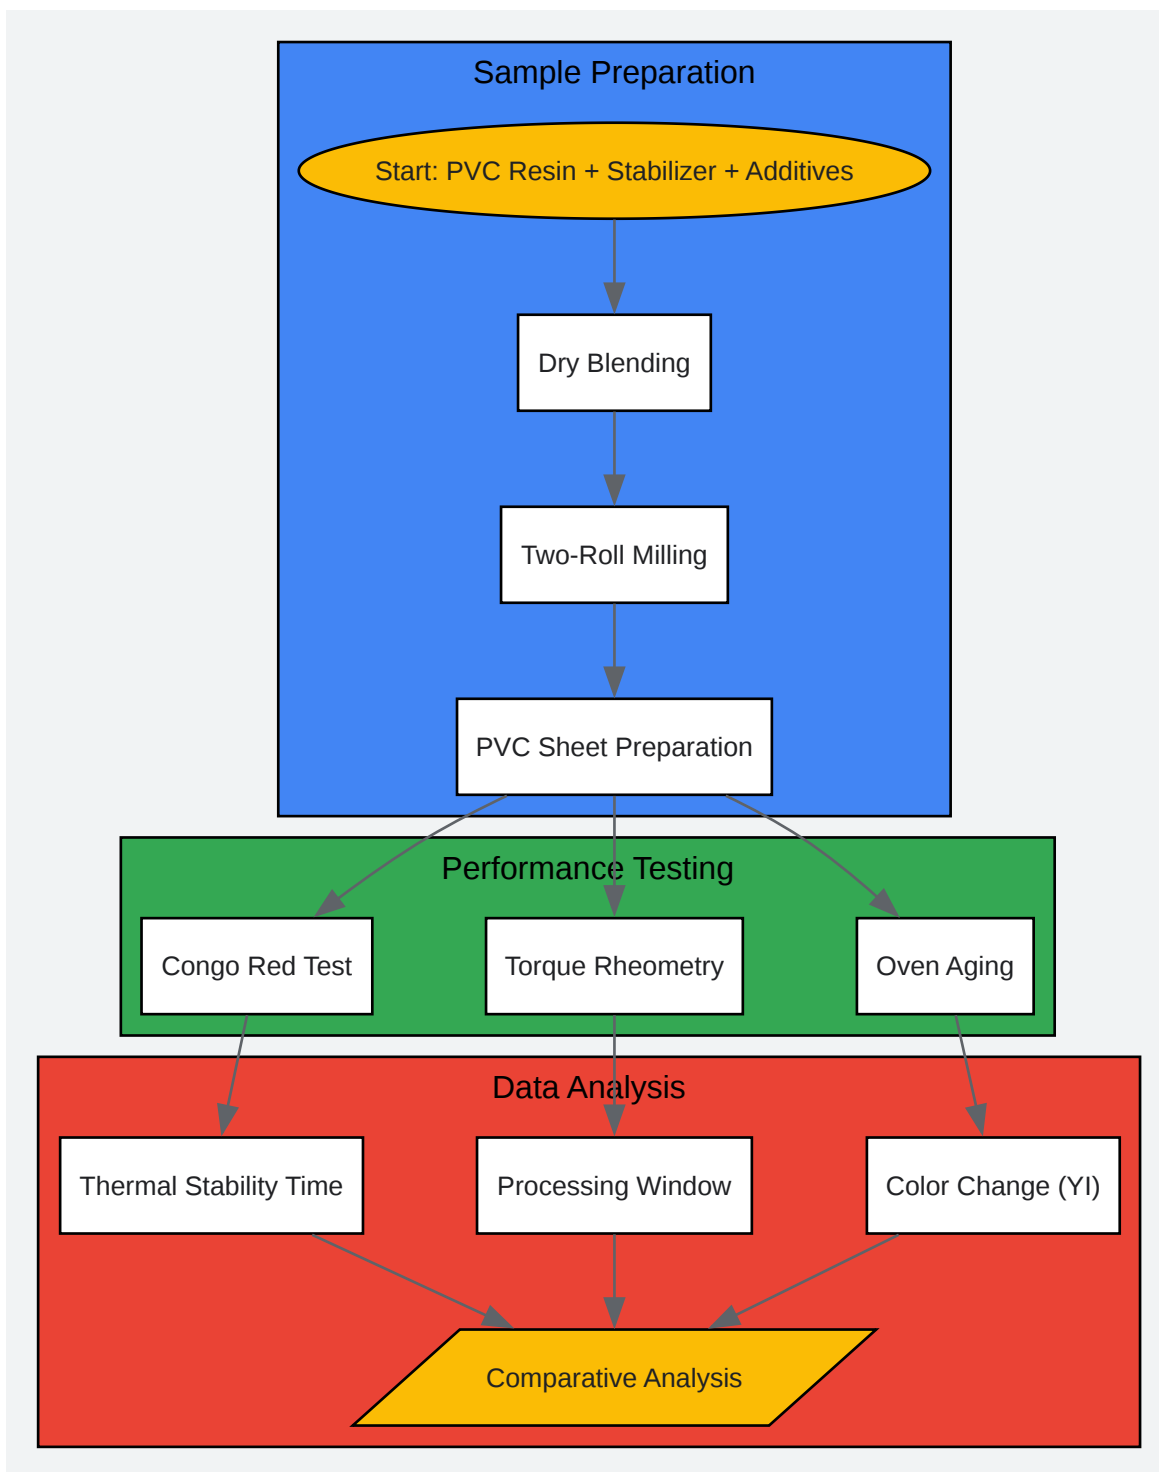 Sample Preparation
Start: PVC Resin + Stabilizer + Additives
Dry Blending
Two-Roll Milling
PVC Sheet Preparation
Performance Testing
Congo Red Test
Torque Rheometry
Oven Aging
Data Analysis
Thermal Stability Time
Processing Window
Color Change (YI)
Comparative Analysis